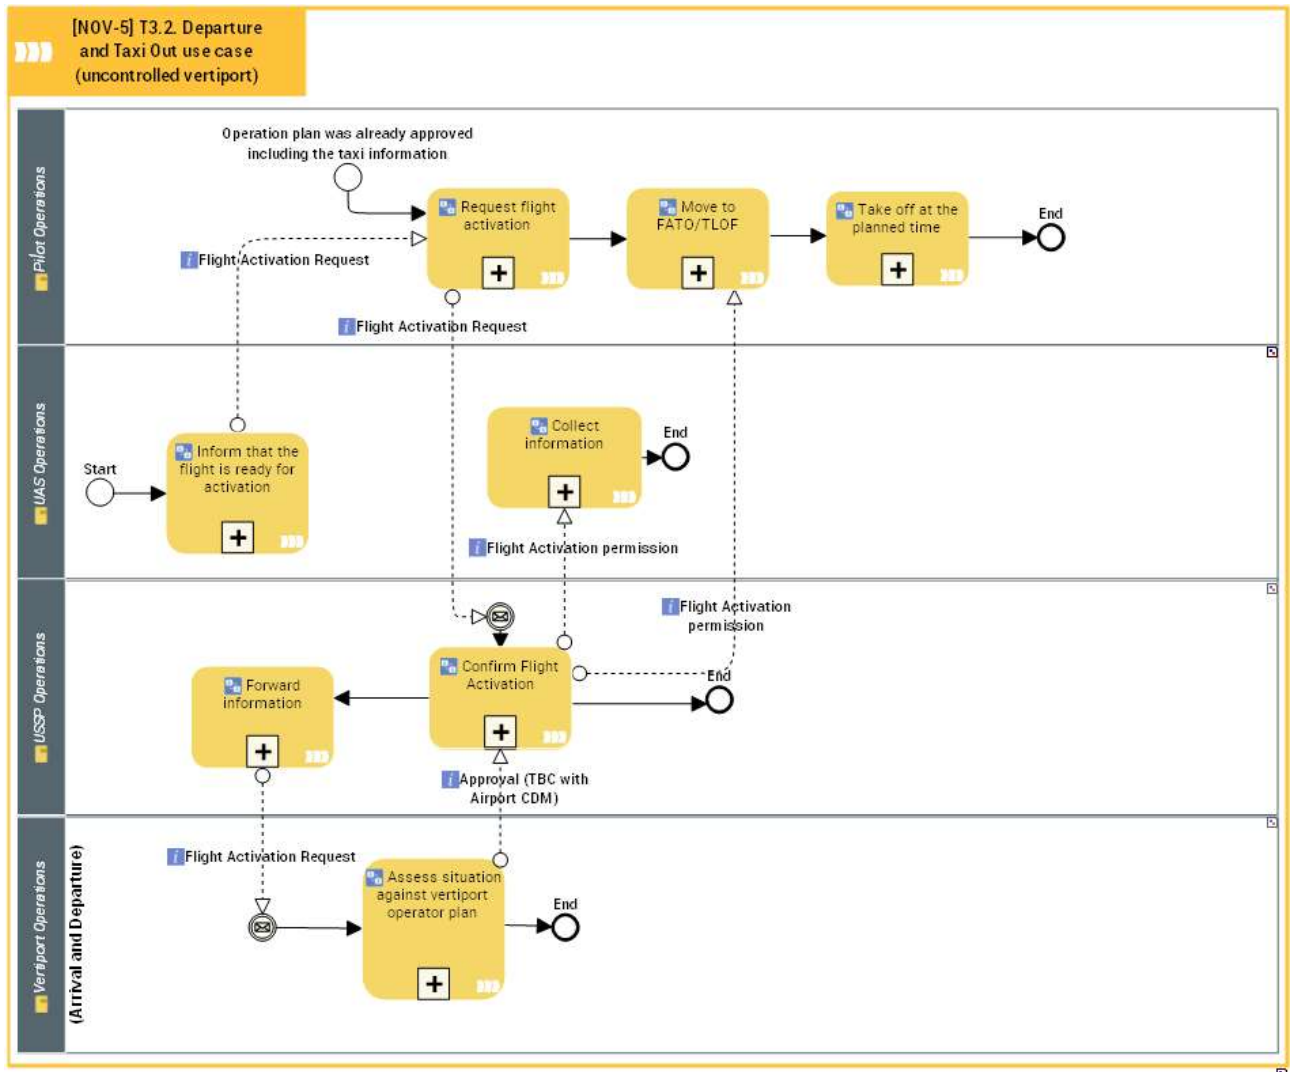 [NOV-5] T3.2. Departure
and Taxi Out use case
(uncontrolled vertiport)
Pilot Operations
Operation plan was already approved
including the taxi information
Request flight
activation
Move to
FATO/TLOF
Take off at the
planned time
End
Flight Activation Request
Flight Activation Request
UAS Operations
Start
Inform that the
flight is ready for
activation
Collect
information
End
Flight Activation permission
USSP Operations
Flight Activation
permission
Forward
information
Confirm Flight
Activation
End
Approval (TBC with
Airport CDM)
Vertiport Operations
(Arrival and Departure)
Flight Activation Request
Assess situation
against vertiport
operator plan
End